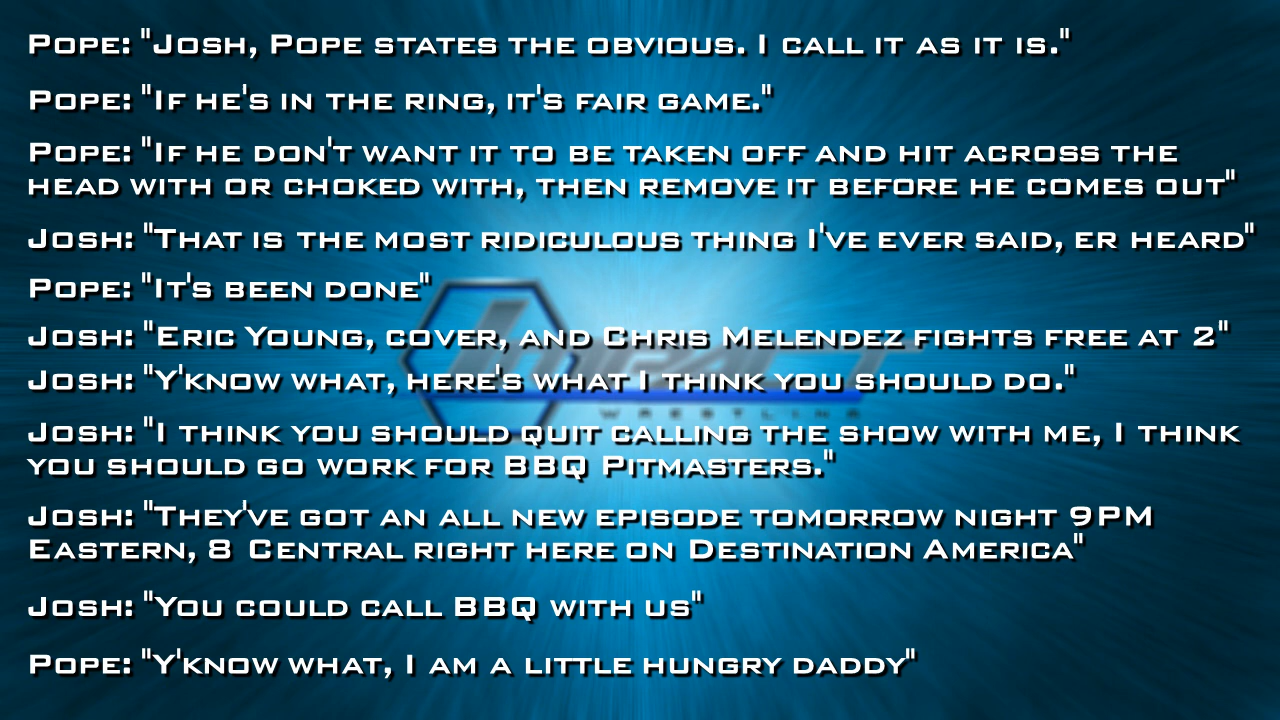 Pope: "Josh, Pope states the obvious. I call it as it is."
Pope: "If he's in the ring, it's fair game."
Pope: "If he don't want it to be taken off and hit across the
head with or choked with, then remove it before he comes out"
Josh: "That is the most ridiculous thing I've ever said, er heard"
Pope: "It's been done"
Josh: "Eric Young, cover, and Chris Melendez fights free at 2"
Josh: "Y'know what, here's what I think you should do."
Josh: "I think you should quit calling the show with me, I think
you should go work for BBQ Pitmasters."
Josh: "They've got an all new episode tomorrow night 9PM
Eastern, 8 Central right here on Destination America"
Josh: "You could call BBQ with us"
Pope: "Y'know what, I am a little hungry daddy"
IMPACT
WRESTLING